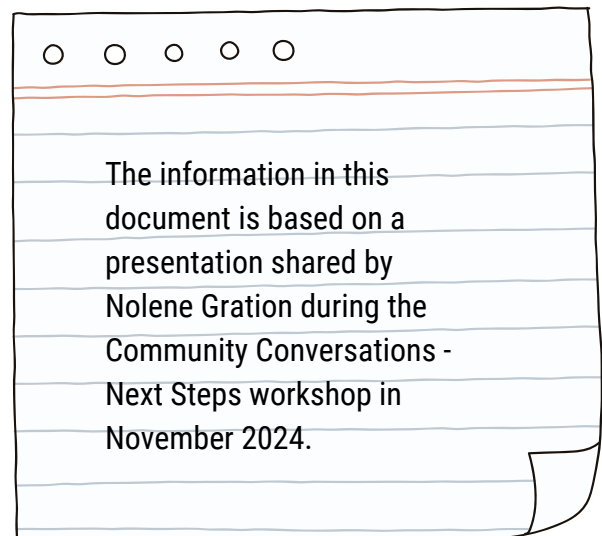 The information in this
document is based on a
presentation shared by
Nolene Gration during the
Community Conversations -
Next Steps workshop in
November 2024.